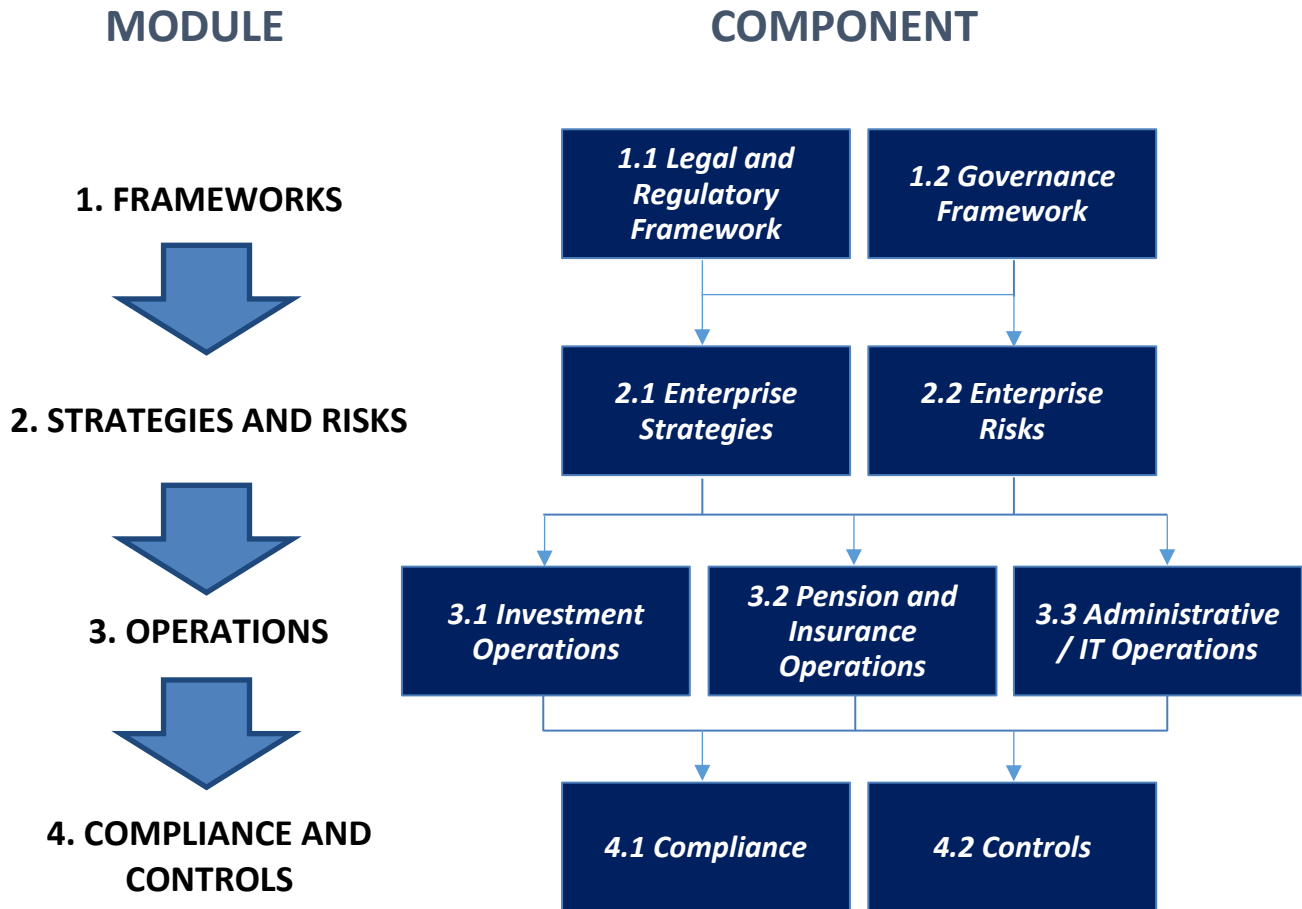 MODULE
COMPONENT
1. FRAMEWORKS
1.1 Legal and
Regulatory
Framework
1.2 Governance
Framework
2. STRATEGIES AND RISKS
2.1 Enterprise
Strategies
2.2 Enterprise
Risks
3. OPERATIONS
3.1 Investment
Operations
3.2 Pension and
Insurance
Operations
3.3 Administrative
/ IT Operations
4. COMPLIANCE AND
CONTROLS
4.1 Compliance
4.2 Controls